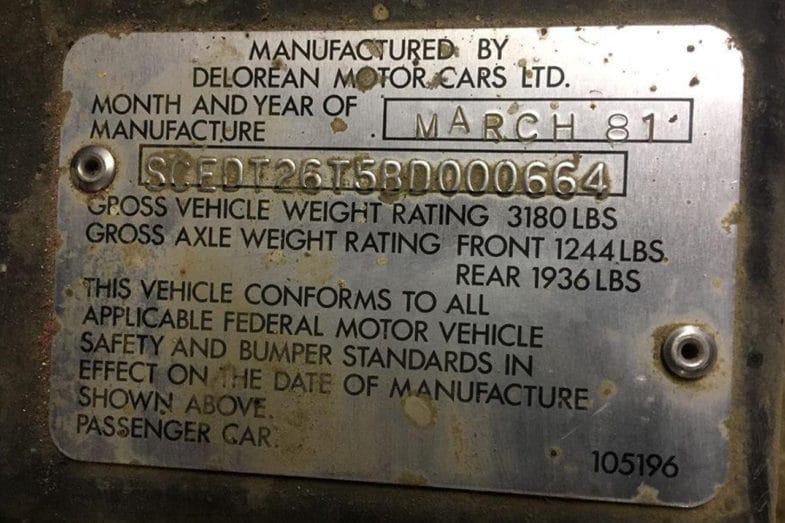 MANUFACTURED BY
DELOREAN MOTOR CARS LTD.
MONTH AND YEAR OF
MANUFACTURE MARCH 81
SCEDT26T5BD000664
GROSS VEHICLE WEIGHT RATING 3180 LBS
GROSS AXLE WEIGHT RATING FRONT 1244 LBS.
REAR 1936 LBS
THIS VEHICLE CONFORMS TO ALL
APPLICABLE FEDERAL MOTOR VEHICLE
SAFETY AND BUMPER STANDARDS IN
EFFECT ON THE DATE OF MANUFACTURE
SHOWN ABOVE.
PASSENGER CAR.
105196